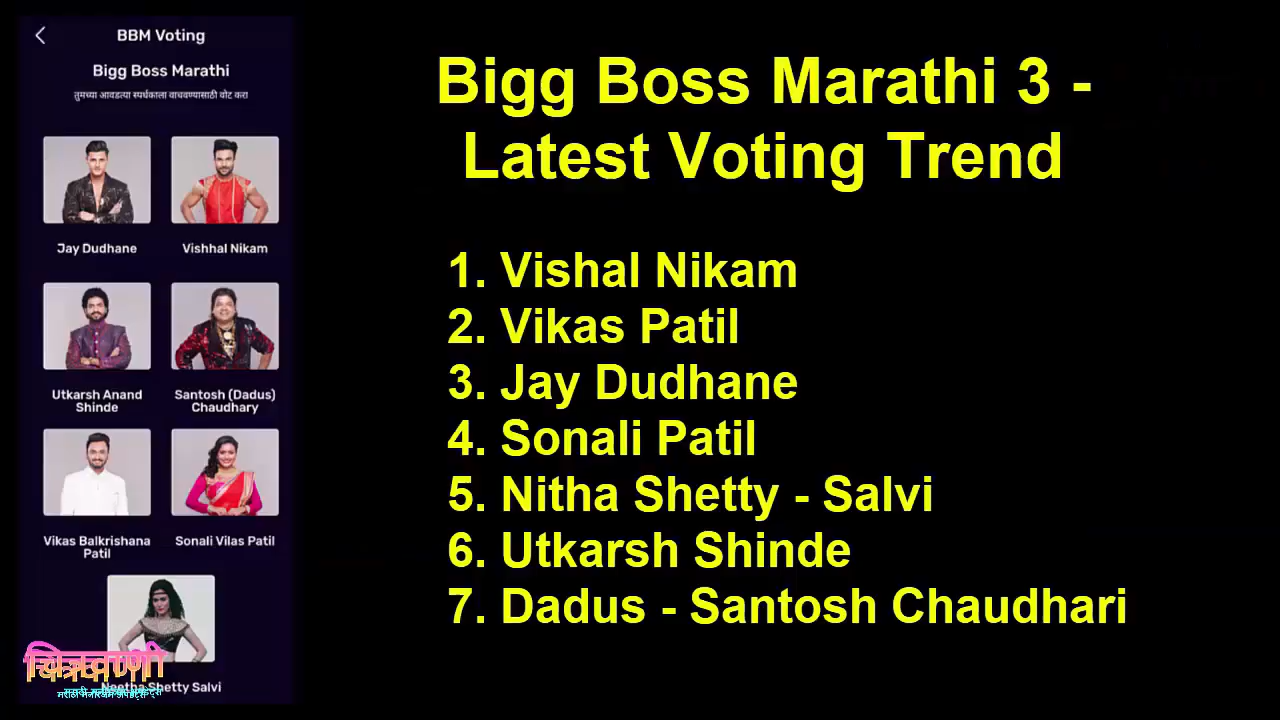 BBM Voting
Bigg Boss Marathi
तुमच्या आवडत्या स्पर्धकाला वाचवण्यासाठी वोट करा
Jay Dudhane
Vishhal Nikam
Utkarsh Anand
Shinde
Santosh (Dadus)
Chaudhary
Vikas Balkrishana
Patil
Sonali Vilas Patil
Neetha Shetty Salvi
चित्रवाणी
Bigg Boss Marathi 3 -
Latest Voting Trend
1. Vishal Nikam
2. Vikas Patil
3. Jay Dudhane
4. Sonali Patil
5. Nitha Shetty - Salvi
6. Utkarsh Shinde
7. Dadus - Santosh Chaudhari